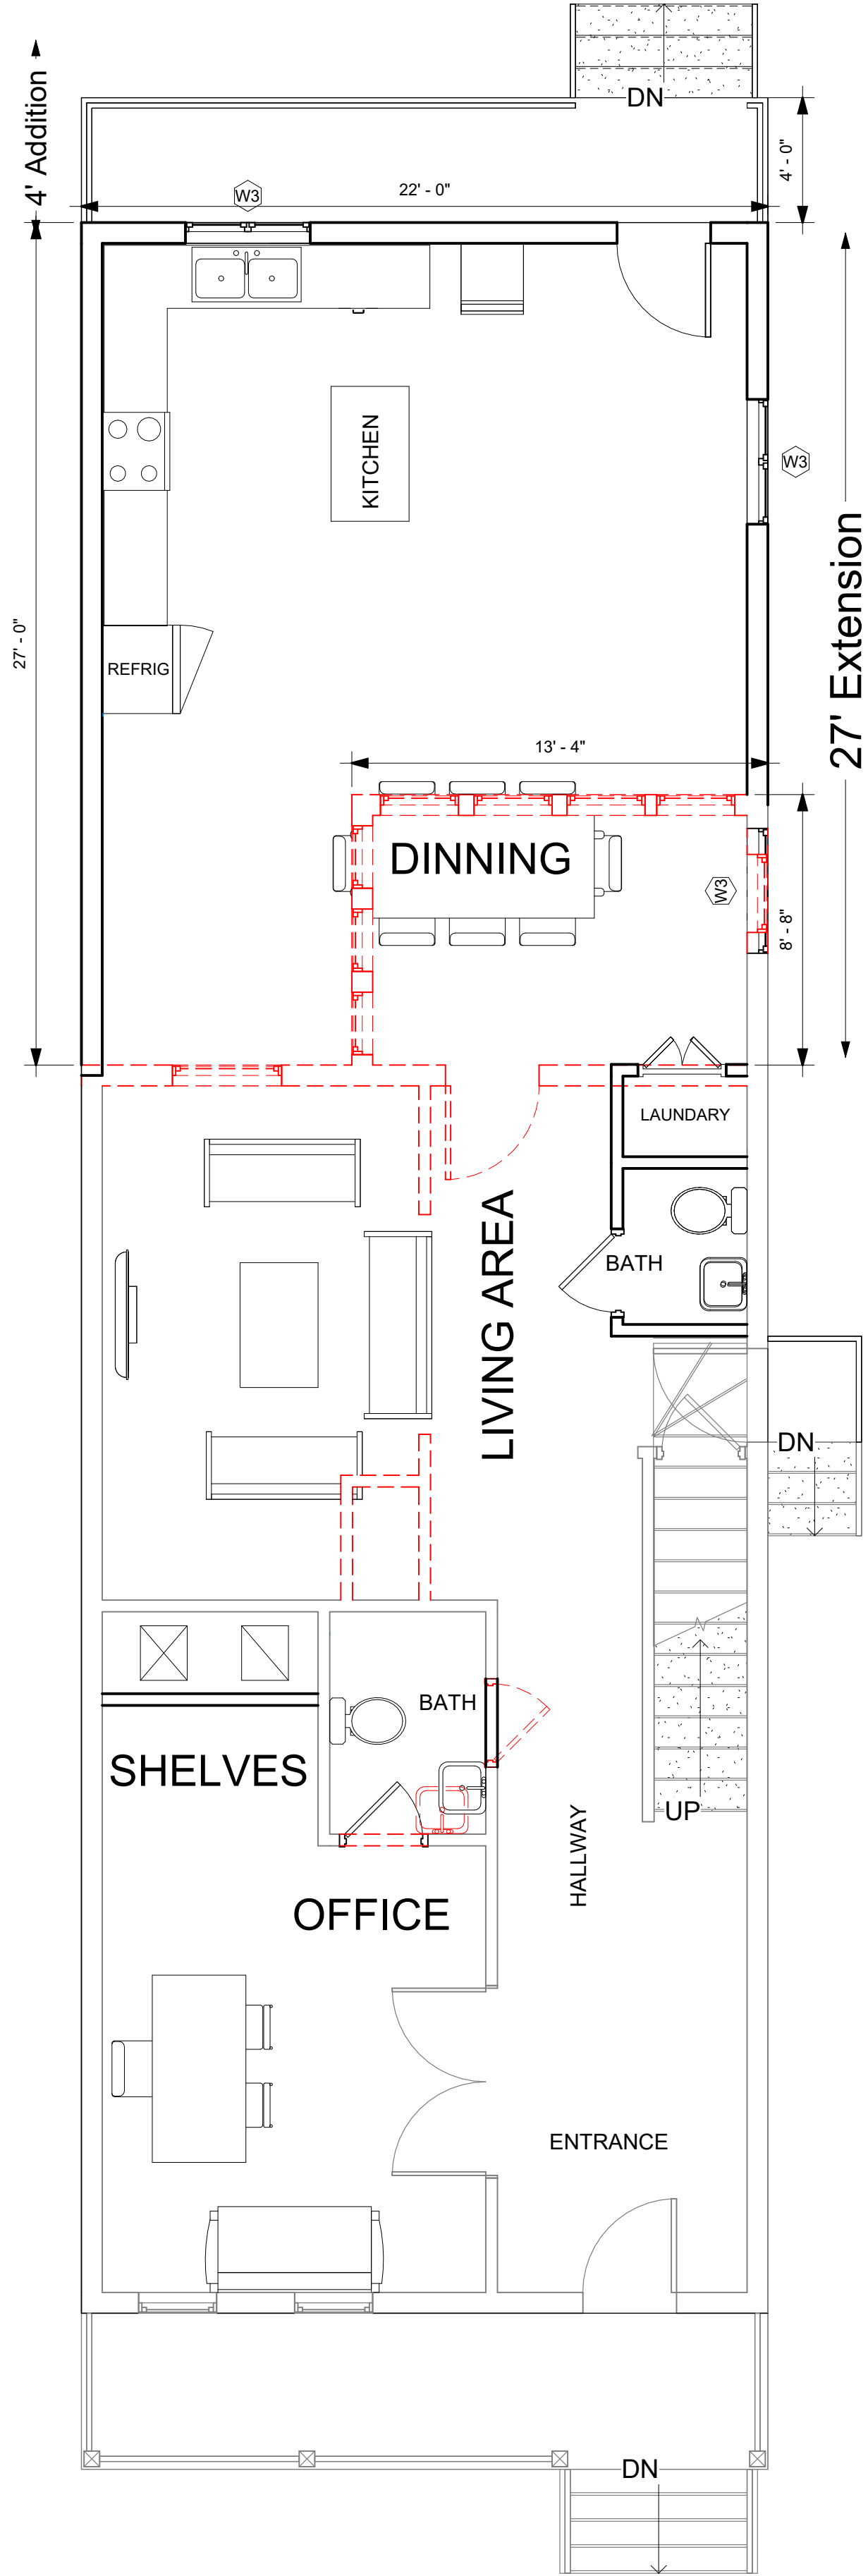 DN
4' Addition
4' - 0"
W3
22' - 0"
KITCHEN
W3
27' Extension
27' - 0"
REFRIG
13' - 4"
DINNING
W3
8' - 8"
LAUNDARY
LIVING AREA
BATH
DN
BATH
SHELVES
UP
HALLWAY
OFFICE
ENTRANCE
DN